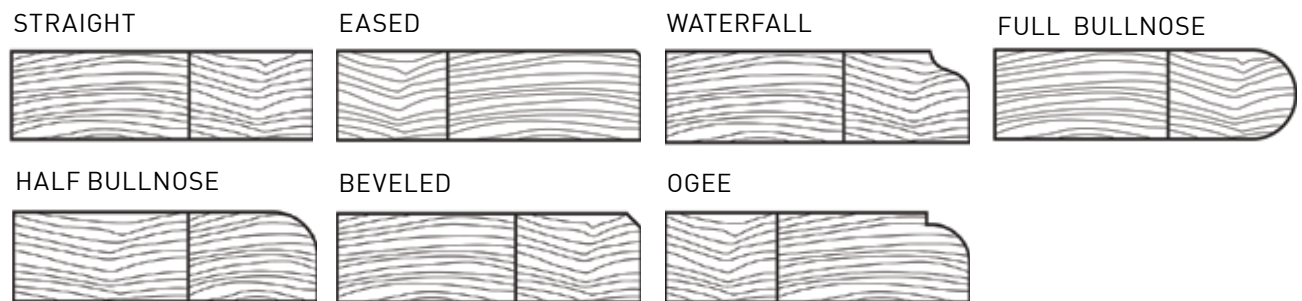 STRAIGHT
EASED
WATERFALL
FULL BULLNOSE
HALF BULLNOSE
BEVELED
OGEE